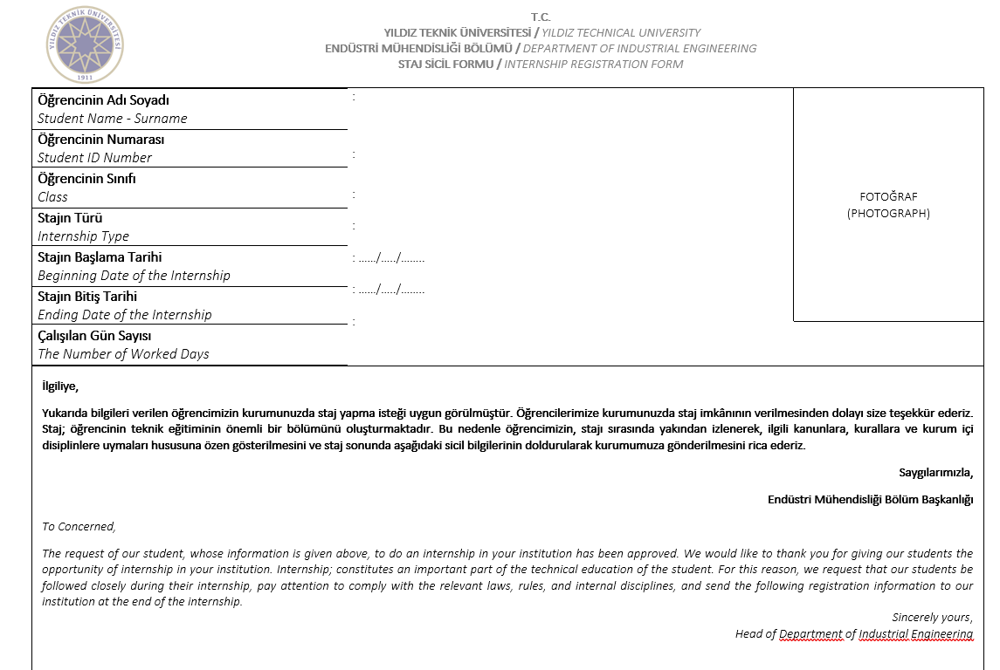 YILDIZ TEKNİK ÜNİVERSİTESİ
1911
T.C.
YILDIZ TEKNİK ÜNİVERSİTESİ / YILDIZ TECHNICAL UNIVERSITY
ENDÜSTRİ MÜHENDİSLİĞİ BÖLÜMÜ / DEPARTMENT OF INDUSTRIAL ENGINEERING
STAJ SİCİL FORMU / INTERNSHIP REGISTRATION FORM
Öğrencinin Adı Soyadı
Student Name - Surname
:
Öğrencinin Numarası
Student ID Number
:
Öğrencinin Sınıfı
Class
:
Stajın Türü
Internship Type
:
Stajın Başlama Tarihi
Beginning Date of the Internship
: ....../...../........
Stajın Bitiş Tarihi
Ending Date of the Internship
: ....../...../........
Çalışılan Gün Sayısı
The Number of Worked Days
:
FOTOĞRAF
(PHOTOGRAPH)
İlgiliye,
Yukarıda bilgileri verilen öğrencimizin kurumunuzda staj yapma isteği uygun görülmüştür. Öğrencilerimize kurumunuzda staj imkânının verilmesinden dolayı size teşekkür ederiz.
Staj; öğrencinin teknik eğitiminin önemli bir bölümünü oluşturmaktadır. Bu nedenle öğrencimizin, stajı sırasında yakından izlenerek, ilgili kanunlara, kurallara ve kurum içi
disiplinlere uymaları hususuna özen gösterilmesini ve staj sonunda aşağıdaki sicil bilgilerinin doldurularak kurumumuza gönderilmesini rica ederiz.
Saygılarımızla,
Endüstri Mühendisliği Bölüm Başkanlığı
To Concerned,
The request of our student, whose information is given above, to do an internship in your institution has been approved. We would like to thank you for giving our students the
opportunity of internship in your institution. Internship; constitutes an important part of the technical education of the student. For this reason, we request that our students be
followed closely during their internship, pay attention to comply with the relevant laws, rules, and internal disciplines, and send the following registration information to our
institution at the end of the internship.
Sincerely yours,
Head of Department of Industrial Engineering